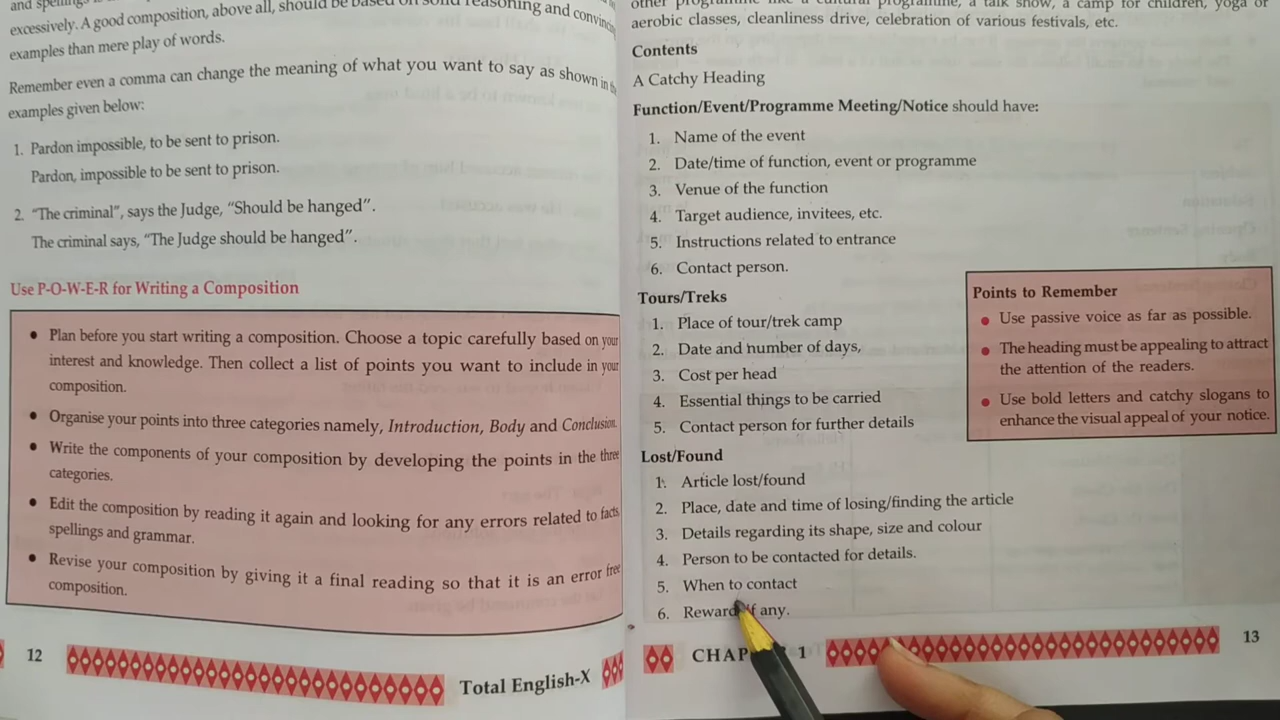 and spellings
excessively. A good composition, above all, should be based on solid reasoning and convincing
examples than mere play of words.
Remember even a comma can change the meaning of what you want to say as shown in the
examples given below:
1. Pardon impossible, to be sent to prison.
Pardon, impossible to be sent to prison.
2. “The criminal”, says the Judge, “Should be hanged”.
The criminal says, “The Judge should be hanged”.
Use P-O-W-E-R for Writing a Composition
• Plan before you start writing a composition. Choose a topic carefully based on your
interest and knowledge. Then collect a list of points you want to include in your
composition.
• Organise your points into three categories namely, Introduction, Body and Conclusion.
• Write the components of your composition by developing the points in the three
categories.
• Edit the composition by reading it again and looking for any errors related to facts,
spellings and grammar.
• Revise your composition by giving it a final reading so that it is an error free
composition.
12
Total English-X
other programme like a cultural programme, a talk show, a camp for children, yoga or
aerobic classes, cleanliness drive, celebration of various festivals, etc.
Contents
A Catchy Heading
Function/Event/Programme Meeting/Notice should have:
1. Name of the event
2. Date/time of function, event or programme
3. Venue of the function
4. Target audience, invitees, etc.
5. Instructions related to entrance
6. Contact person.
Tours/Treks
1. Place of tour/trek camp
2. Date and number of days,
3. Cost per head
4. Essential things to be carried
5. Contact person for further details
Points to Remember
• Use passive voice as far as possible.
• The heading must be appealing to attract
the attention of the readers.
• Use bold letters and catchy slogans to
enhance the visual appeal of your notice.
Lost/Found
1. Article lost/found
2. Place, date and time of losing/finding the article
3. Details regarding its shape, size and colour
4. Person to be contacted for details.
5. When to contact
6. Reward if any.
CHAP 1
13